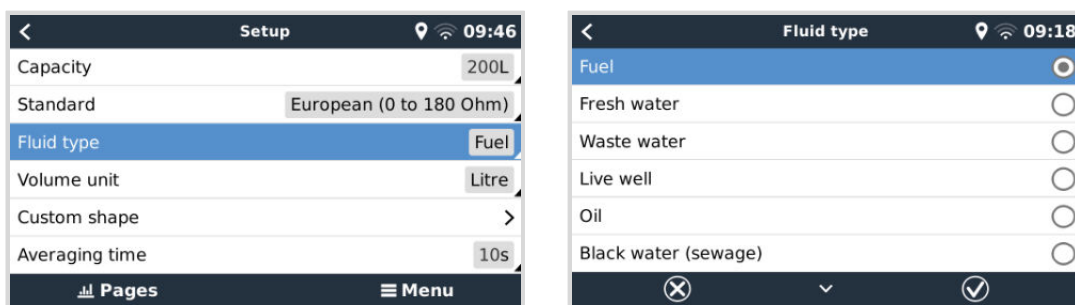 Setup
09:46
Capacity
200L
Standard
European (0 to 180 Ohm)
Fluid type
Fuel
Volume unit
Litre
Custom shape
Averaging time
10s
Pages
Menu
Fluid type
09:18
Fuel
Fresh water
Waste water
Live well
Oil
Black water (sewage)